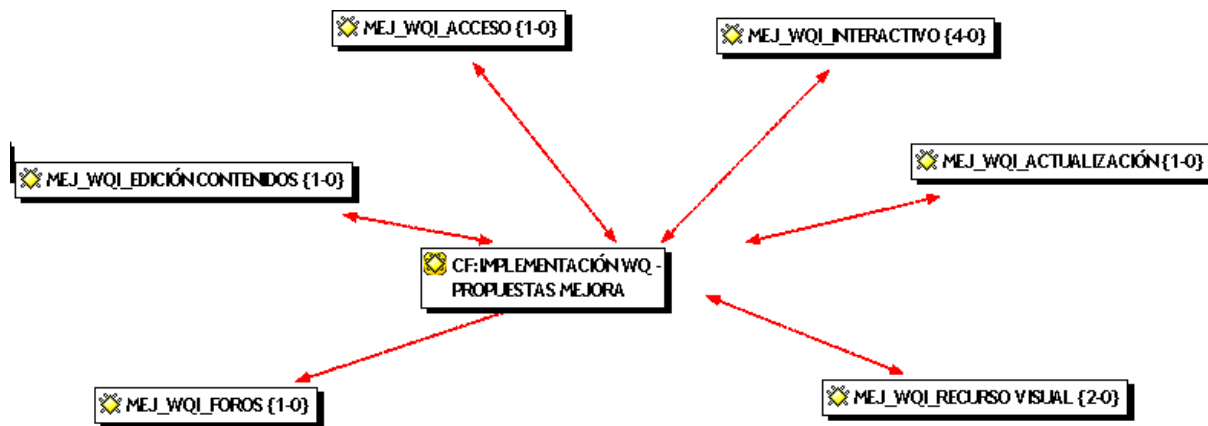 MEJ_WQI_ACCESO {1-0}
MEJ_WQI_INTERACTIVO {4-0}
MEJ_WQI_ACTUALIZACIÓN {1-0}
MEJ_WQI_EDICIÓN CONTENIDOS {1-0}
CF:IMPLEMENTACIÓN WQ -
PROPUESTAS MEJORA
MEJ_WQI_RECURSO VISUAL {2-0}
MEJ_WQI_FOROS {1-0}